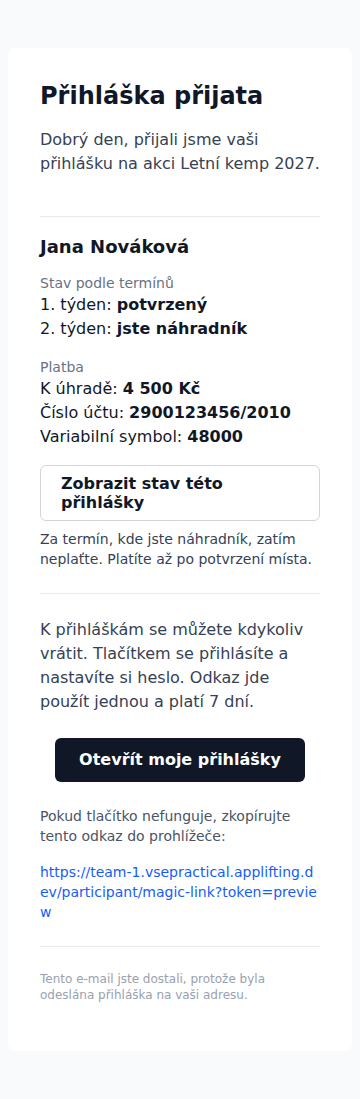 Přihláška přijata
Dobrý den, přijali jsme vaši
přihlášku na akci Letní kemp 2027.
Jana Nováková
Stav podle termínů
1. týden: potvrzený
2. týden: jste náhradník
Platba
K úhradě: 4 500 Kč
Číslo účtu: 2900123456/2010
Variabilní symbol: 48000
Zobrazit stav této
přihlášky
Za termín, kde jste náhradník, zatím
neplaťte. Platíte až po potvrzení místa.
K přihláškám se můžete kdykoliv
vrátit. Tlačítkem se přihlásíte a
nastavíte si heslo. Odkaz jde
použít jednou a platí 7 dní.
Otevřít moje přihlášky
Pokud tlačítko nefunguje, zkopírujte
tento odkaz do prohlížeče:
https://team-1.vsepractical.applifting.d
ev/participant/magic-link?token=previe
w
Tento e-mail jste dostali, protože byla
odeslána přihláška na vaši adresu.